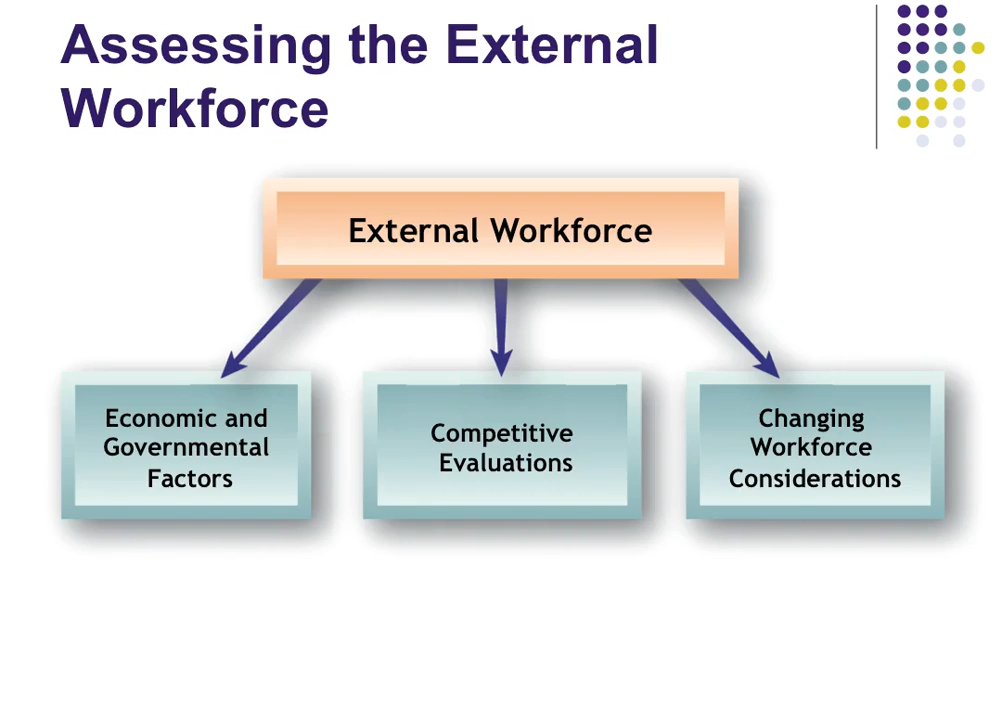 Assessing the External
Workforce
External Workforce
Economic and
Governmental
Factors
Competitive
Evaluations
Changing
Workforce
Considerations